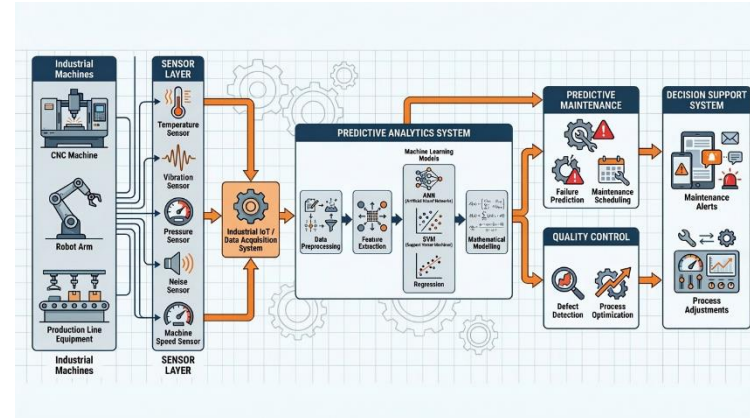 Industrial
Machines
CNC Machine
Robot Arm
Production Line
Equipment
Industrial
Machines
SENSOR
LAYER
Temperature
Sensor
Vibration
Sensor
Pressure
Sensor
Neise
Sensor
Machine
Speed Sensor
SENSOR
LAYER
Industrial IoT /
Data Acquisition
System
PREDICTIVE ANALYTICS SYSTEM
Data
Preprocessing
Feature
Extraction
Machine Learning
Models
SVM
Regression
Mathematical
Modelling
PREDICTIVE
MAINTENANCE
Failure
Prediction
Maintenance
Scheduling
QUALITY CONTROL
Defect
Detection
Process
Optimization
DECISION SUPPORT
SYSTEM
Maintenance
Alerts
Process
Adjustments